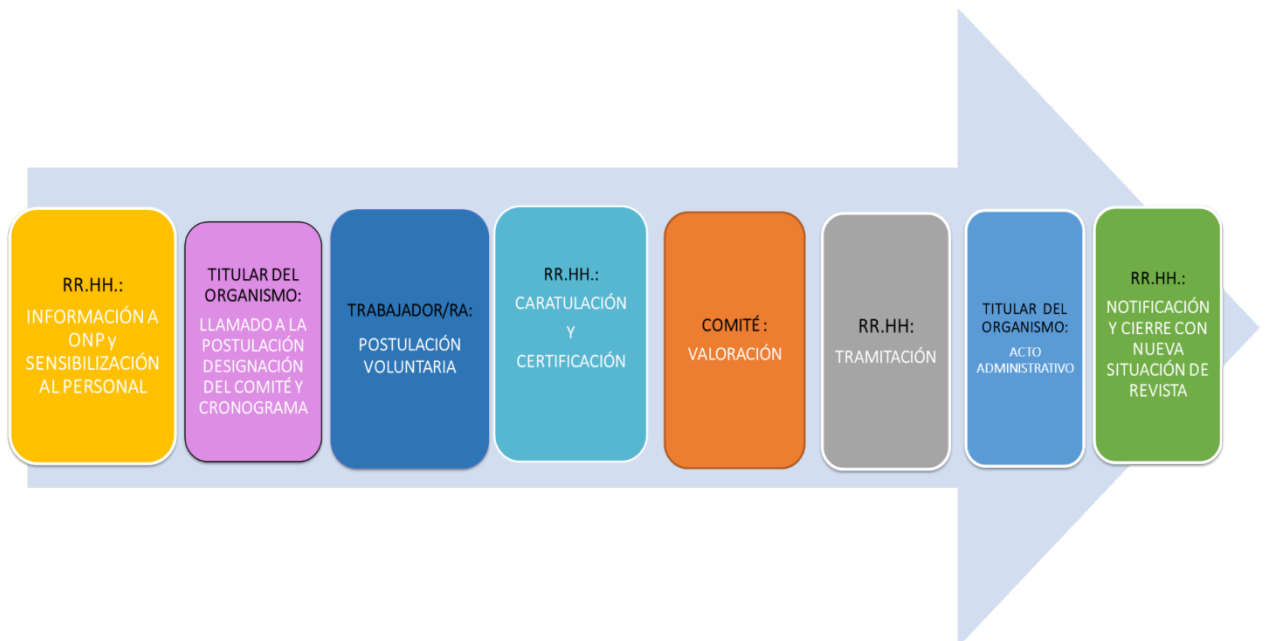 RR.HH.:
INFORMACIÓN A
ONP y
SENSIBILIZACIÓN
AL PERSONAL
TITULAR DEL
ORGANISMO:
LLAMADO A LA
POSTULACIÓN
DESIGNACIÓN
DEL COMITÉ Y
CRONOGRAMA
TRABAJADOR/RA:
POSTULACIÓN
VOLUNTARIA
RR.HH.:
CARATULACIÓN
Y
CERTIFICACIÓN
COMITÉ :
VALORACIÓN
RR.HH:
TRAMITACIÓN
TITULAR DEL
ORGANISMO:
ACTO
ADMINISTRATIVO
RR.HH.:
NOTIFICACIÓN
Y CIERRE CON
NUEVA
SITUACIÓN DE
REVISTA